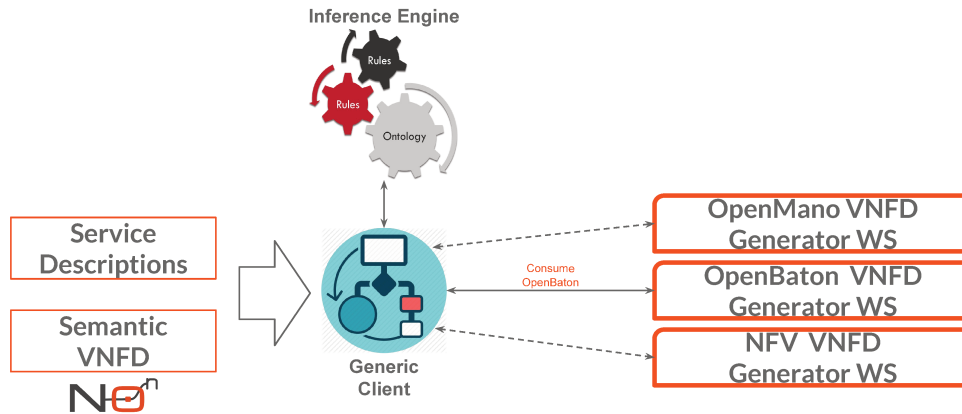 Inference Engine
Rules
Rules
Ontology
Service
Descriptions
Semantic
VNFD
NOn
Generic
Client
Consume
OpenBaton
OpenMano VNFD
Generator WS
OpenBaton VNFD
Generator WS
NFV VNFD
Generator WS